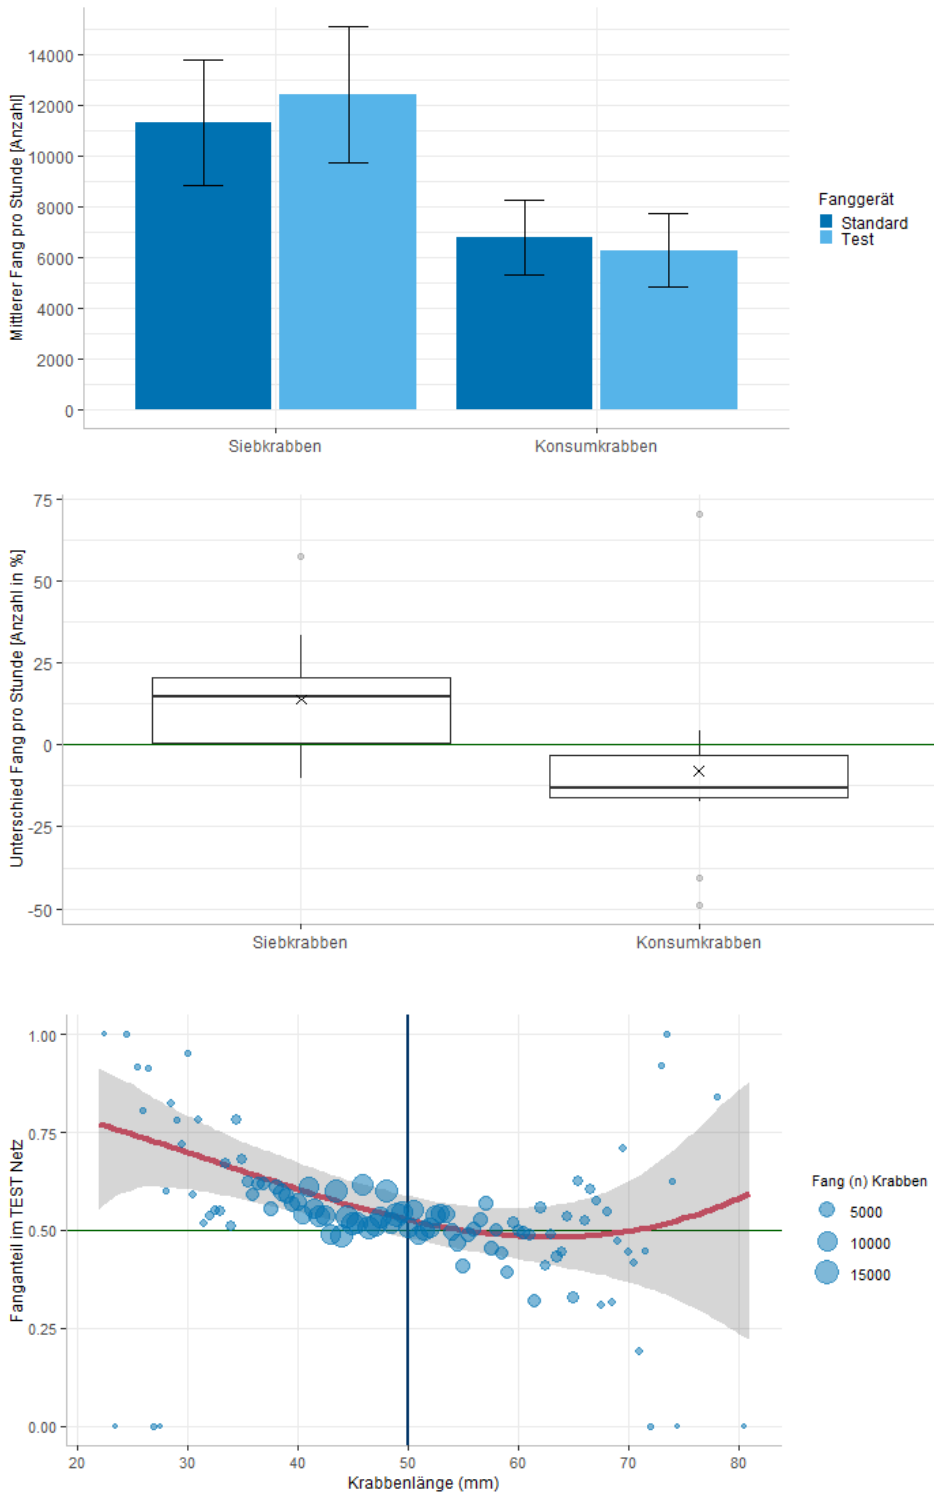 Mittlerer Fang pro Stunde [Anzahl]
14000
12000
10000
8000
6000
4000
2000
0
Siebkrabben
Konsumkrabben
Fanggerät
Standard
Test
Unterschied Fang pro Stunde [Anzahl in %]
75
50
25
0
-25
-50
Siebkrabben
Konsumkrabben
Fanganteil im TEST Netz
1.00
0.75
0.50
0.25
0.00
20
30
40
50
60
70
80
Krabbenlänge (mm)
Fang (n) Krabben
5000
10000
15000